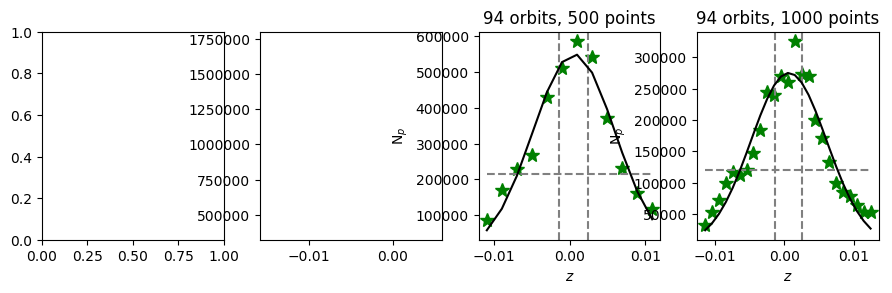 94 orbits, 500 points
94 orbits, 1000 points
1.0
0.8
0.6
0.4
0.2
0.0
0.00 0.25 0.50 0.75 1.00
1750000
1500000
1250000
1000000
750000
500000
−0.01 0.00
N_p
600000
500000
400000
300000
200000
100000
−0.01 0.00 0.01
z
N_p
300000
250000
200000
150000
100000
50000
−0.01 0.00 0.01
z